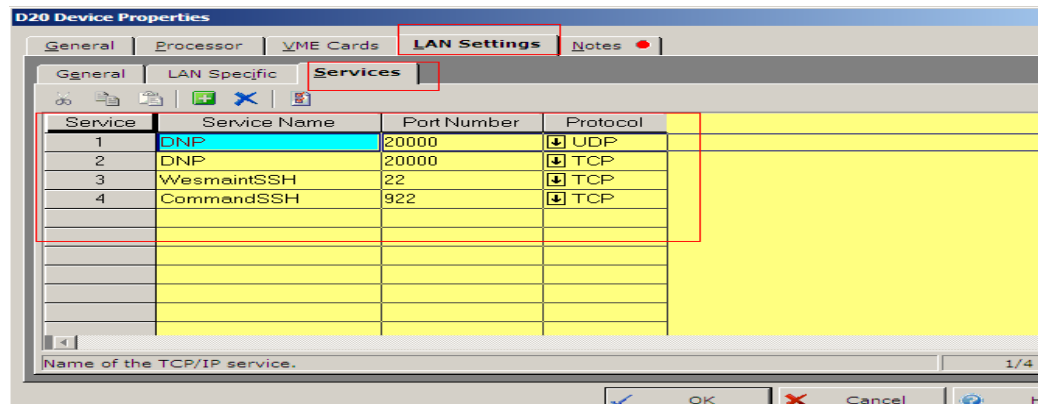 D20 Device Properties
General Processor VME Cards LAN Settings Notes
General LAN Specific Services
Service Service Name Port Number Protocol
1 DNP 20000 UDP
2 DNP 20000 TCP
3 WesmaintSSH 22 TCP
4 CommandSSH 922 TCP
Name of the TCP/IP service. 1/4
OK Cancel H